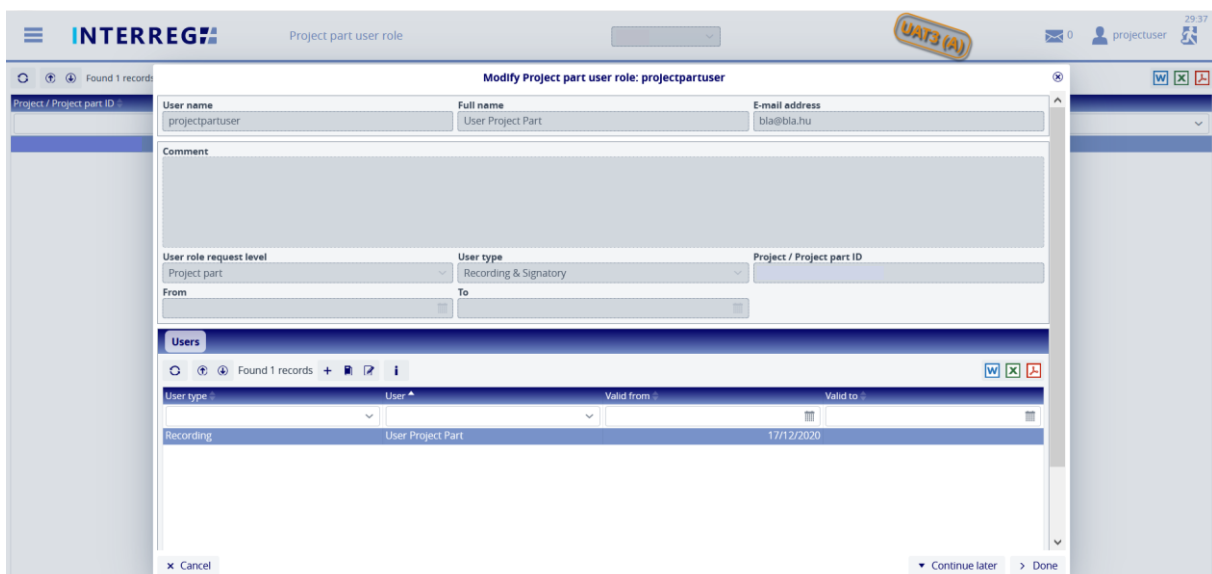 29:37
INTERREG Project part user role UAT3 (A) 0 projectuser
Found 1 records
Modify Project part user role: projectpartuser
W X
Project / Project part ID
User name Full name E-mail address
projectpartuser User Project Part bla@bla.hu
Comment
User role request level User type Project / Project part ID
Project part Recording & Signatory
From To
Users
Found 1 records + i W X
User type User Valid from Valid to
Recording User Project Part 17/12/2020
× Cancel Continue later > Done